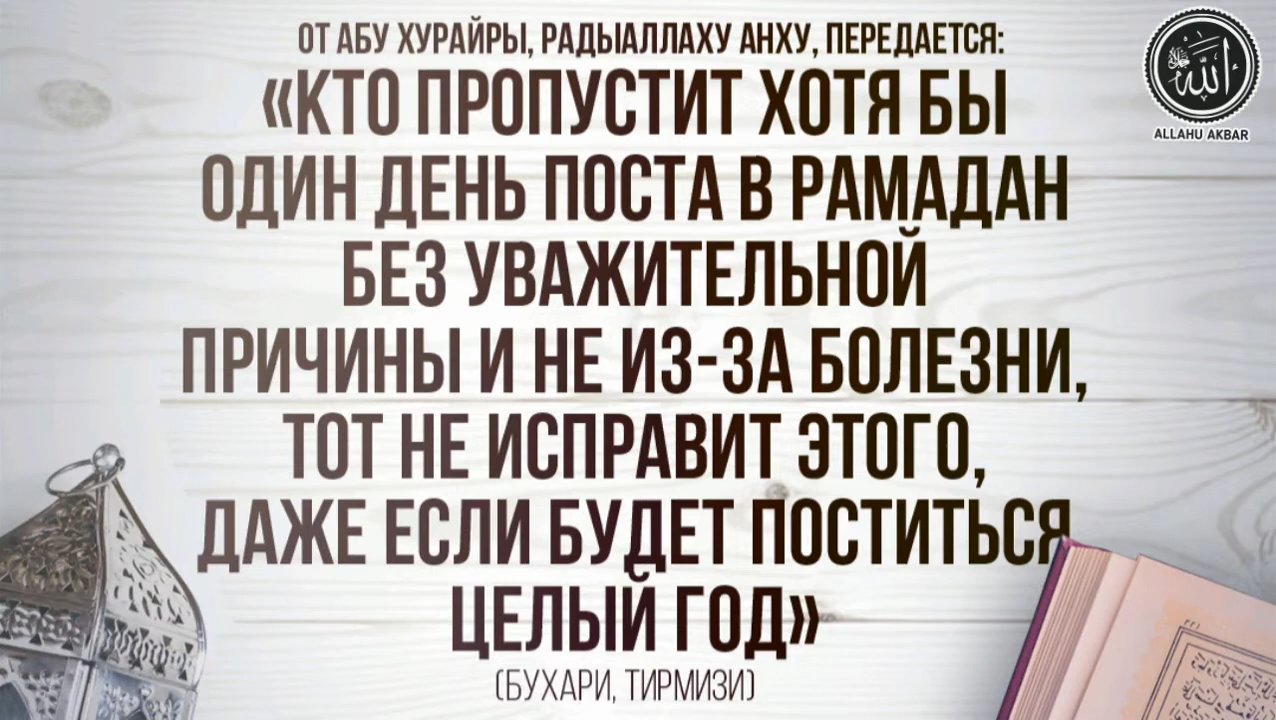 ОТ АБУ ХУРАЙРЫ, РАДЫАЛЛАХУ АНХУ, ПЕРЕДАЕТСЯ:
«КТО ПРОПУСТИТ ХОТЯ БЫ
ОДИН ДЕНЬ ПОСТА В РАМАДАН
БЕЗ УВАЖИТЕЛЬНОЙ
ПРИЧИНЫ И НЕ ИЗ-ЗА БОЛЕЗНИ,
ТОТ НЕ ИСПРАВИТ ЭТОГО,
ДАЖЕ ЕСЛИ БУДЕТ ПОСТИТЬСЯ
ЦЕЛЫЙ ГОД»
(БУХАРИ, ТИРМИЗИ)
الله
ALLAHU AKBAR